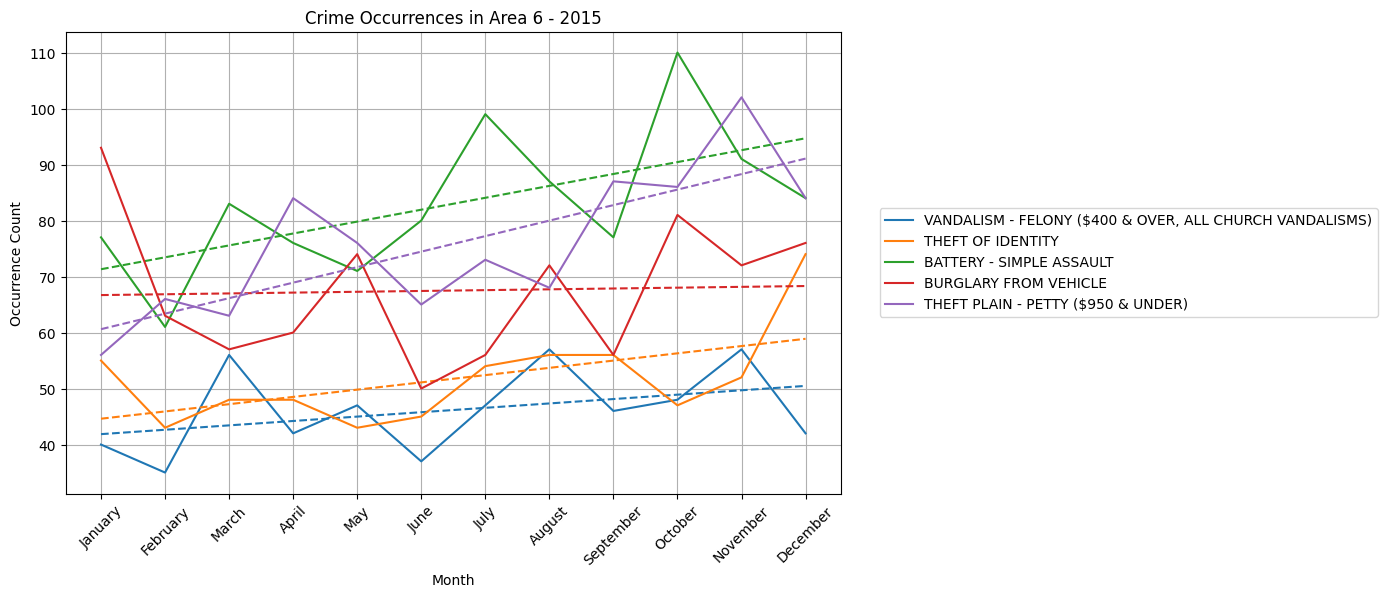 Crime Occurrences in Area 6 - 2015
Occurrence Count
110
100
90
80
70
60
50
40
January
February
March
April
May
June
July
August
September
October
November
December
Month
VANDALISM - FELONY ($400 & OVER, ALL CHURCH VANDALISMS)
THEFT OF IDENTITY
BATTERY - SIMPLE ASSAULT
BURGLARY FROM VEHICLE
THEFT PLAIN - PETTY ($950 & UNDER)